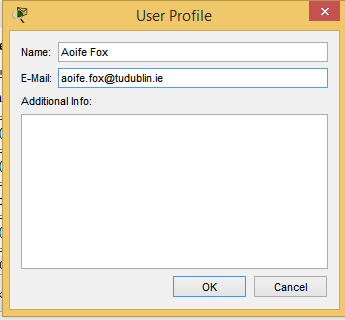 User Profile
Name: Aoife Fox
E-Mail: aoife.fox@tudublin.ie
Additional Info:
OK Cancel